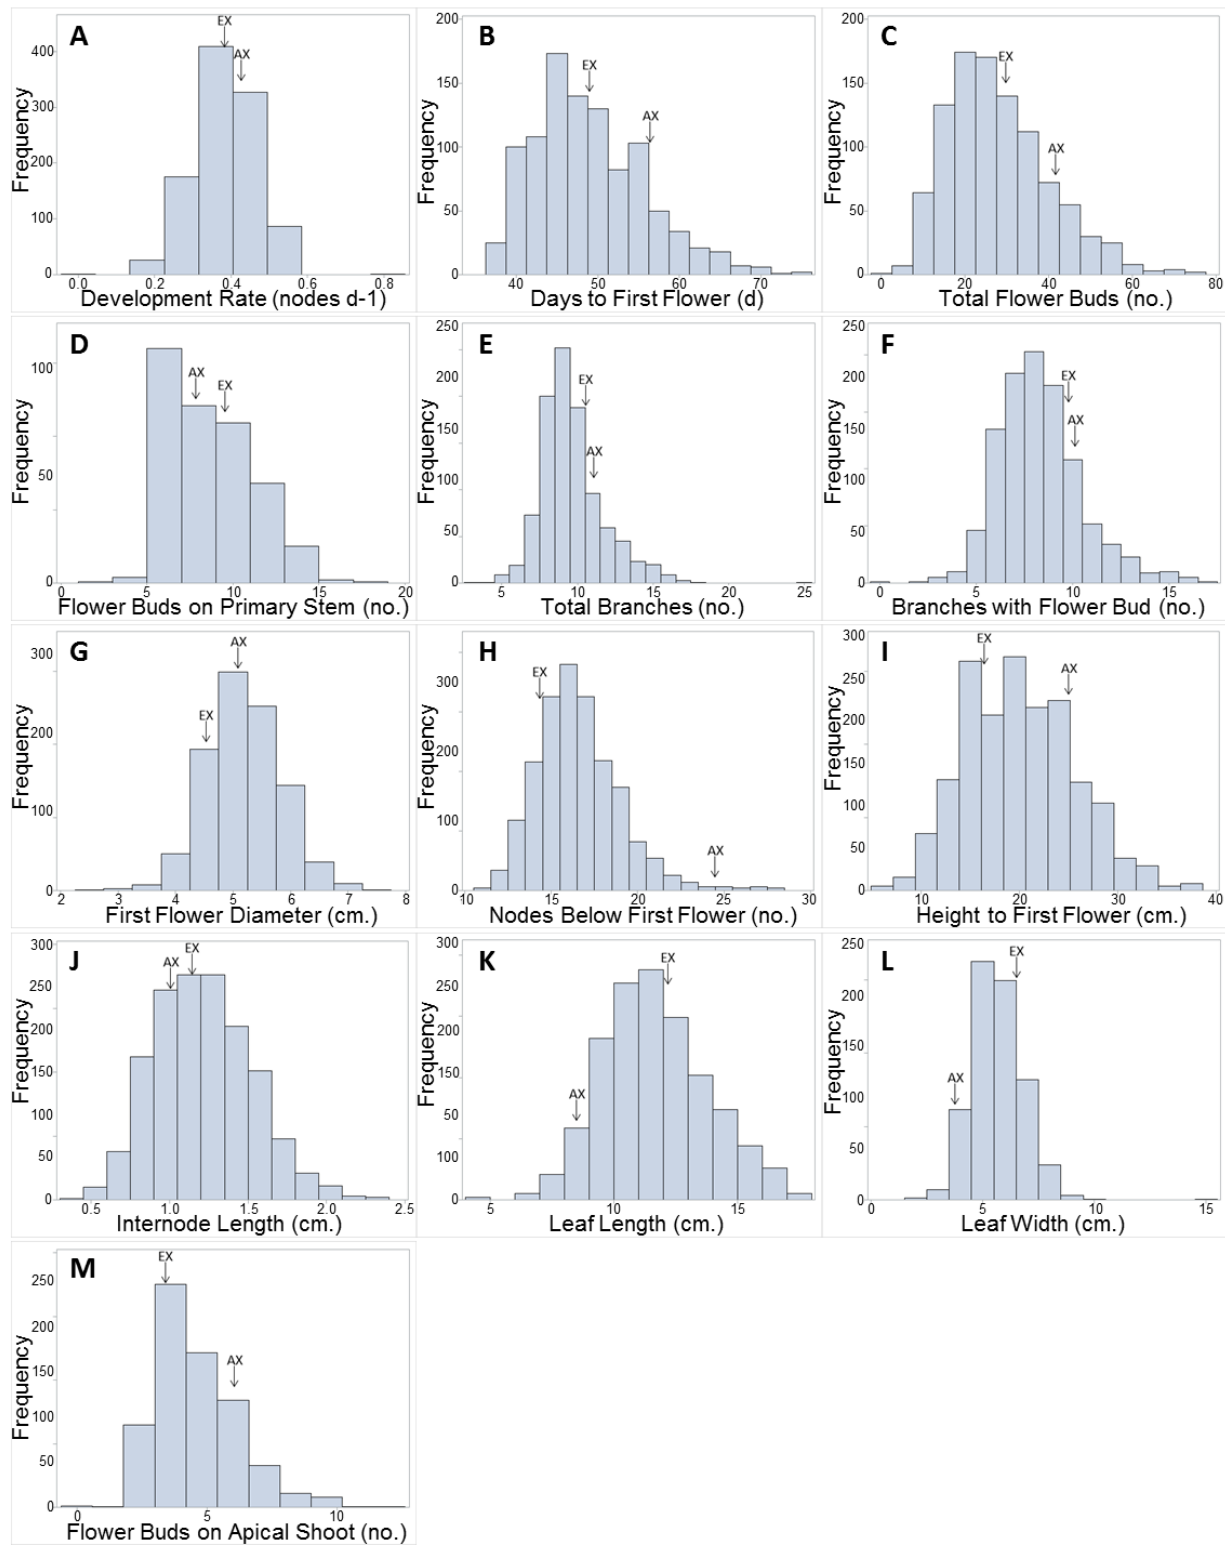 A
EX
AX
Frequency
400
300
200
100
0
0.0 0.2 0.4 0.6 0.8
Development Rate (nodes d-1)
B
EX
AX
Frequency
200
150
100
50
0
40 50 60 70
Days to First Flower (d)
C
EX
AX
Frequency
200
150
100
50
0
0 20 40 60 80
Total Flower Buds (no.)
D
AX
EX
Frequency
100
50
0
0 5 10 15 20
Flower Buds on Primary Stem (no.)
E
EX
AX
Frequency
250
200
150
100
50
0
5 10 15 20 25
Total Branches (no.)
F
EX
AX
Frequency
250
200
150
100
50
0
0 5 10 15
Branches with Flower Bud (no.)
G
AX
EX
Frequency
300
200
100
0
2 3 4 5 6 7 8
First Flower Diameter (cm.)
H
EX
AX
Frequency
300
200
100
0
10 15 20 25 30
Nodes Below First Flower (no.)
I
EX
AX
Frequency
300
250
200
150
100
50
0
10 20 30 40
Height to First Flower (cm.)
J
AX
EX
Frequency
300
250
200
150
100
50
0
0.5 1.0 1.5 2.0 2.5
Internode Length (cm.)
K
EX
AX
Frequency
300
250
200
150
50
100
0
5 10 15
Leaf Length (cm.)
L
EX
AX
Frequency
250
200
150
100
50
0
0 5 10 15
Leaf Width (cm.)
M
EX
AX
Frequency
250
200
150
100
50
0
0 5 10
Flower Buds on Apical Shoot (no.)